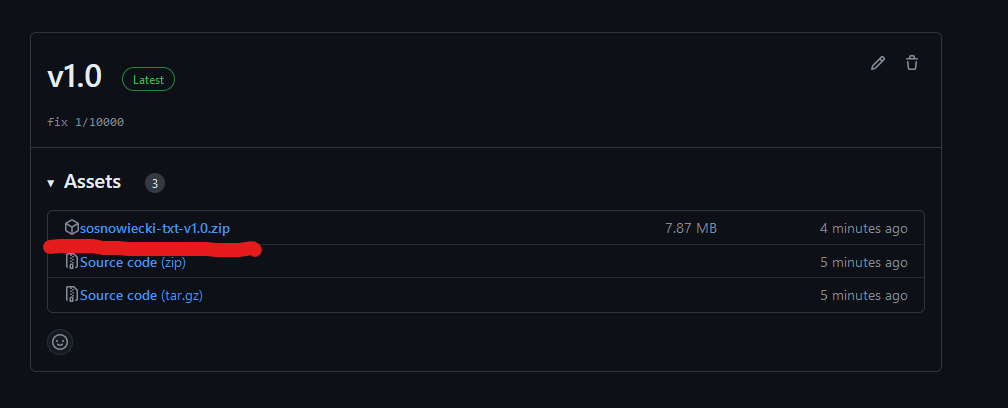 v1.0 Latest
fix 1/10000
Assets 3
sosnowiecki-txt-v1.0.zip 7.87 MB 4 minutes ago
Source code (zip) 5 minutes ago
Source code (tar.gz) 5 minutes ago